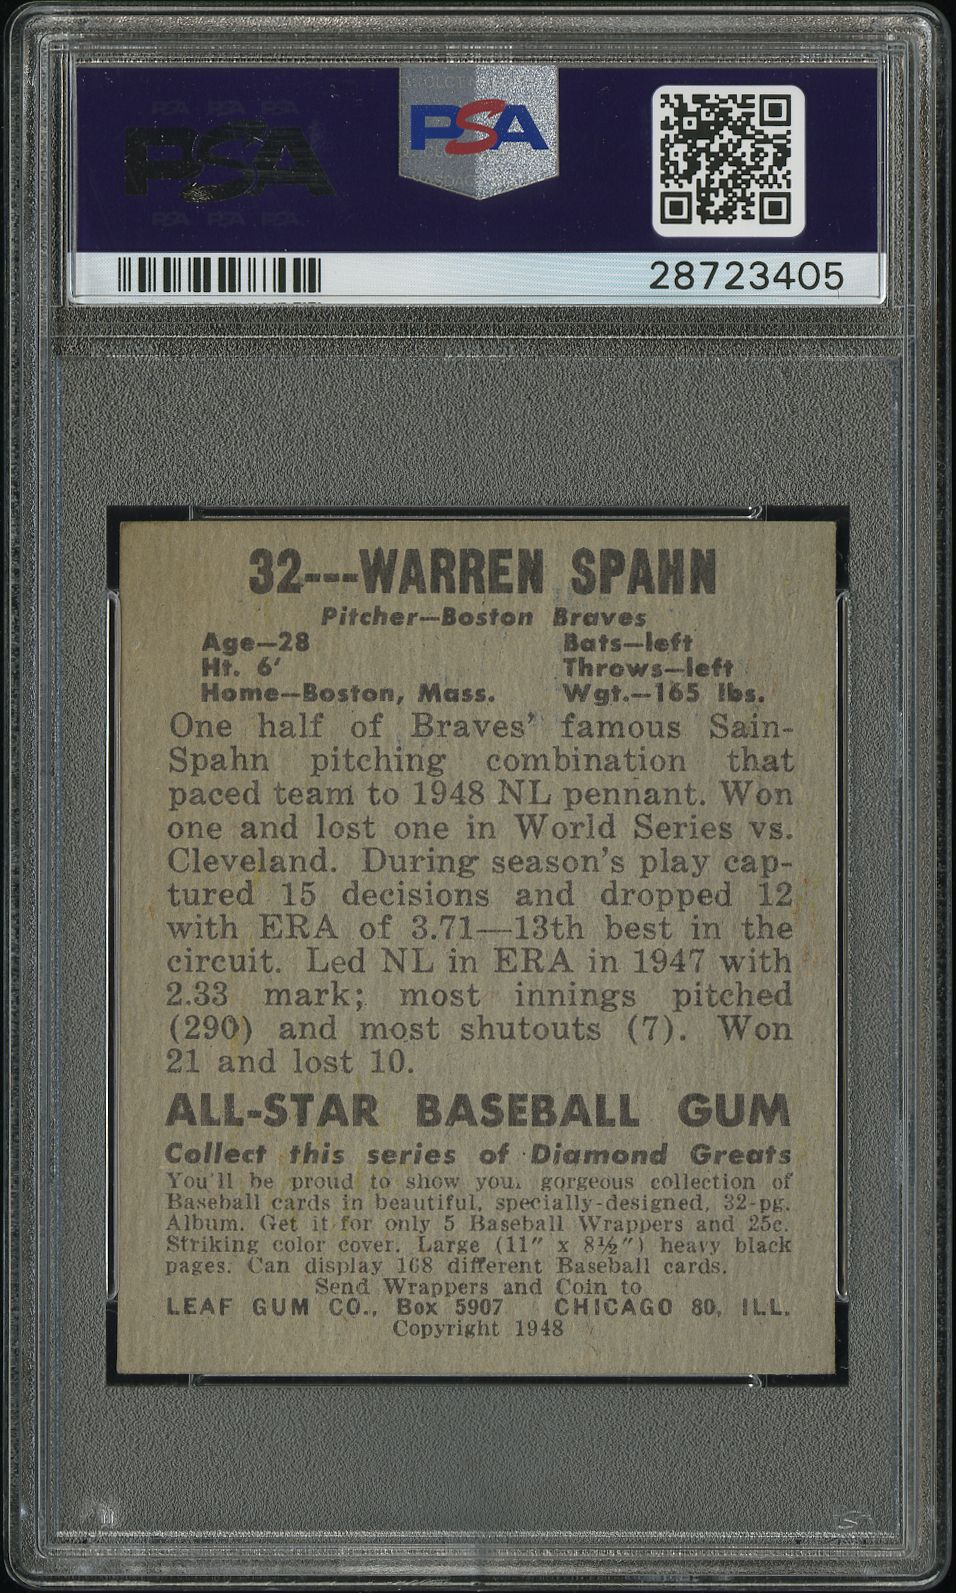 PSA PSA PSA
PSA
PSA PSA PSA
PSA
28723405
32---WARREN SPAHN
Pitcher—Boston Braves
Age—28 Bats—left
Ht. 6' Throws—left
Home—Boston, Mass. Wgt.—165 lbs.
One half of Braves' famous Sain-
Spahn pitching combination that
paced team to 1948 NL pennant. Won
one and lost one in World Series vs.
Cleveland. During season's play cap-
tured 15 decisions and dropped 12
with ERA of 3.71—13th best in the
circuit. Led NL in ERA in 1947 with
2.33 mark; most innings pitched
(290) and most shutouts (7). Won
21 and lost 10.
ALL-STAR BASEBALL GUM
Collect this series of Diamond Greats
You'll be proud to show your gorgeous collection of
Baseball cards in beautiful, specially-designed, 32-pg.
Album. Get it for only 5 Baseball Wrappers and 25c.
Striking color cover. Large (11" x 8½") heavy black
pages. Can display 168 different Baseball cards.
Send Wrappers and Coin to
LEAF GUM CO., Box 5907 CHICAGO 80, ILL.
Copyright 1948